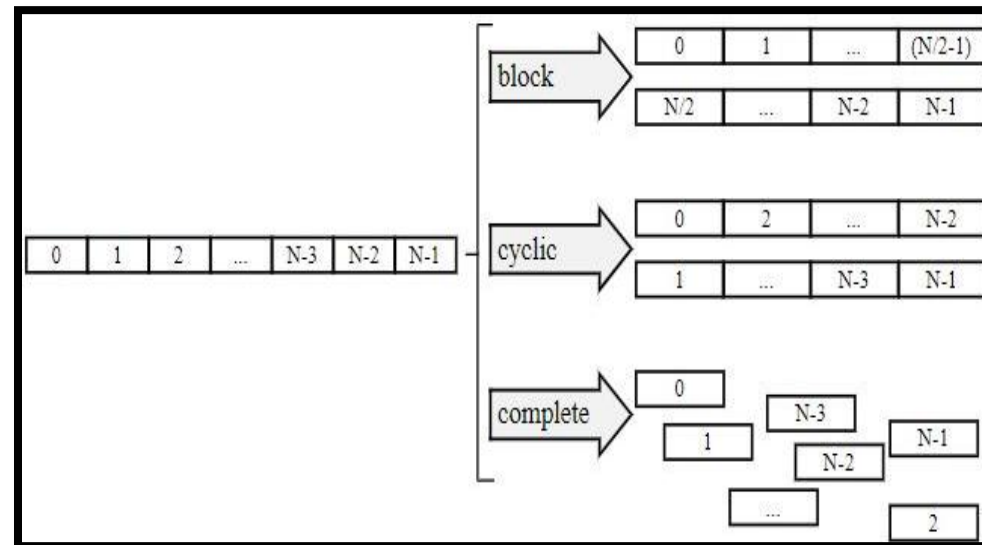 0 1 2 ... N-3 N-2 N-1
block
0 1 ... (N/2-1)
N/2 ... N-2 N-1
cyclic
0 2 ... N-2
1 ... N-3 N-1
complete
0
N-3
1
N-1
N-2
...
2